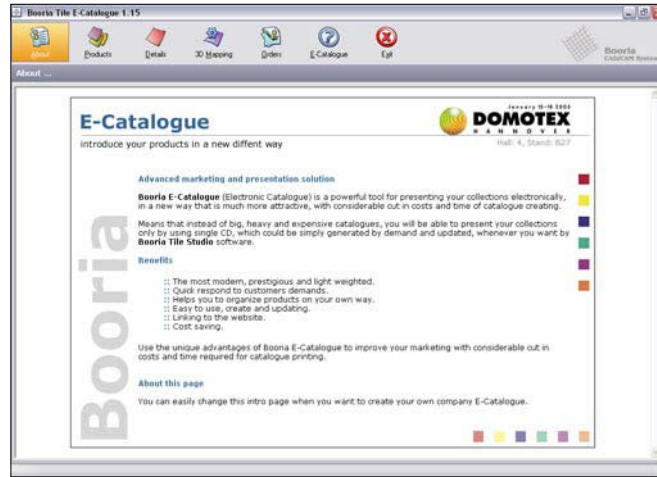 Booria Tile E-Catalogue 1.15
About
Products
Details
3D Mapping
Orders
E-Catalogue
Exit
Booria
CAD/CAM Systems
About ...
E-Catalogue
introduce your products in a new diffent way
January 15-18 2005
DOMOTEX
HANNOVER
Hall: 4, Stand: B27
Advanced marketing and presentation solution
Booria E-Catalogue (Electronic Catalogue) is a powerful tool for presenting your collections electronically,
in a new way that is much more attractive, with considerable cut in costs and time of catalogue creating.
Means that instead of big, heavy and expensive catalogues, you will be able to present your collections
only by using single CD, which could be simply generated by demand and updated, whenever you want by
Booria Tile Studio software.
Benefits
:: The most modern, prestigious and light weighted.
:: Quick respond to customers demands.
:: Helps you to organize products on your own way.
:: Easy to use, create and updating.
:: Linking to the website.
:: Cost saving.
Use the unique advantages of Booria E-Catalogue to improve your marketing with considerable cut in
costs and time required for catalogue printing.
About this page
You can easily change this intro page when you want to create your own company E-Catalogue.
Booria